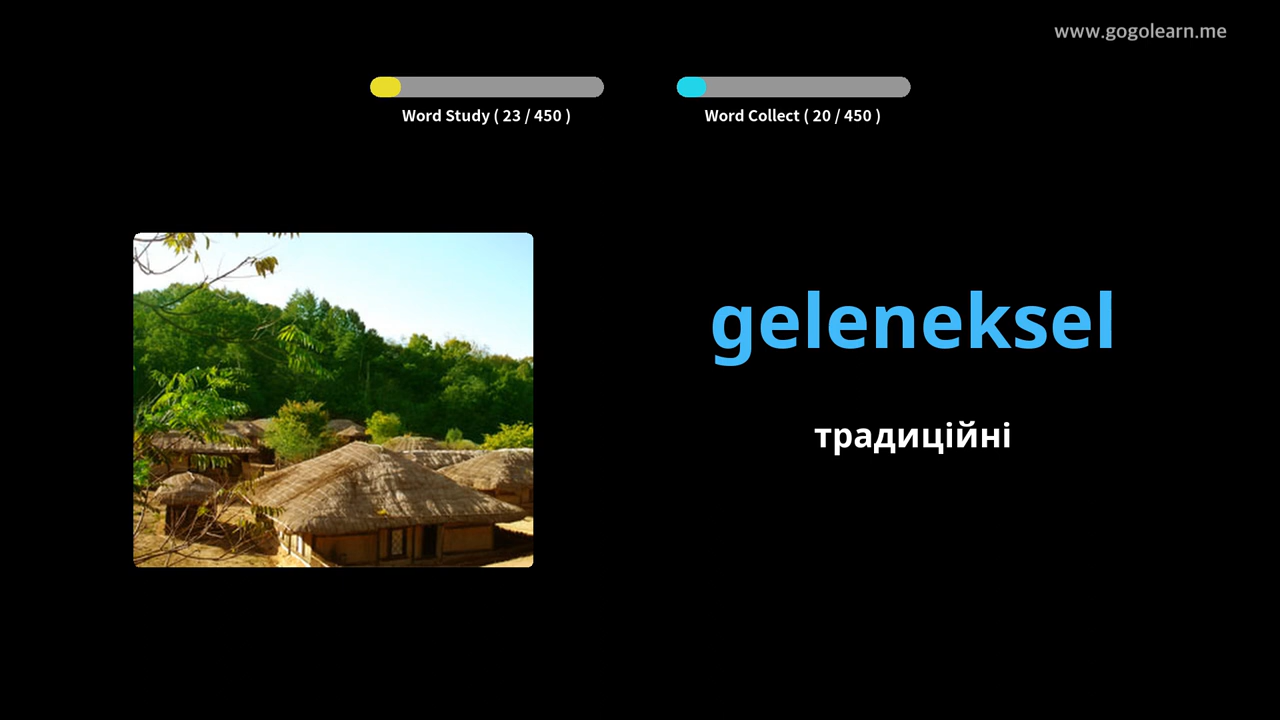 www.gogolearn.me
Word Study ( 23 / 450 )
Word Collect ( 20 / 450 )
geleneksel
традиційні